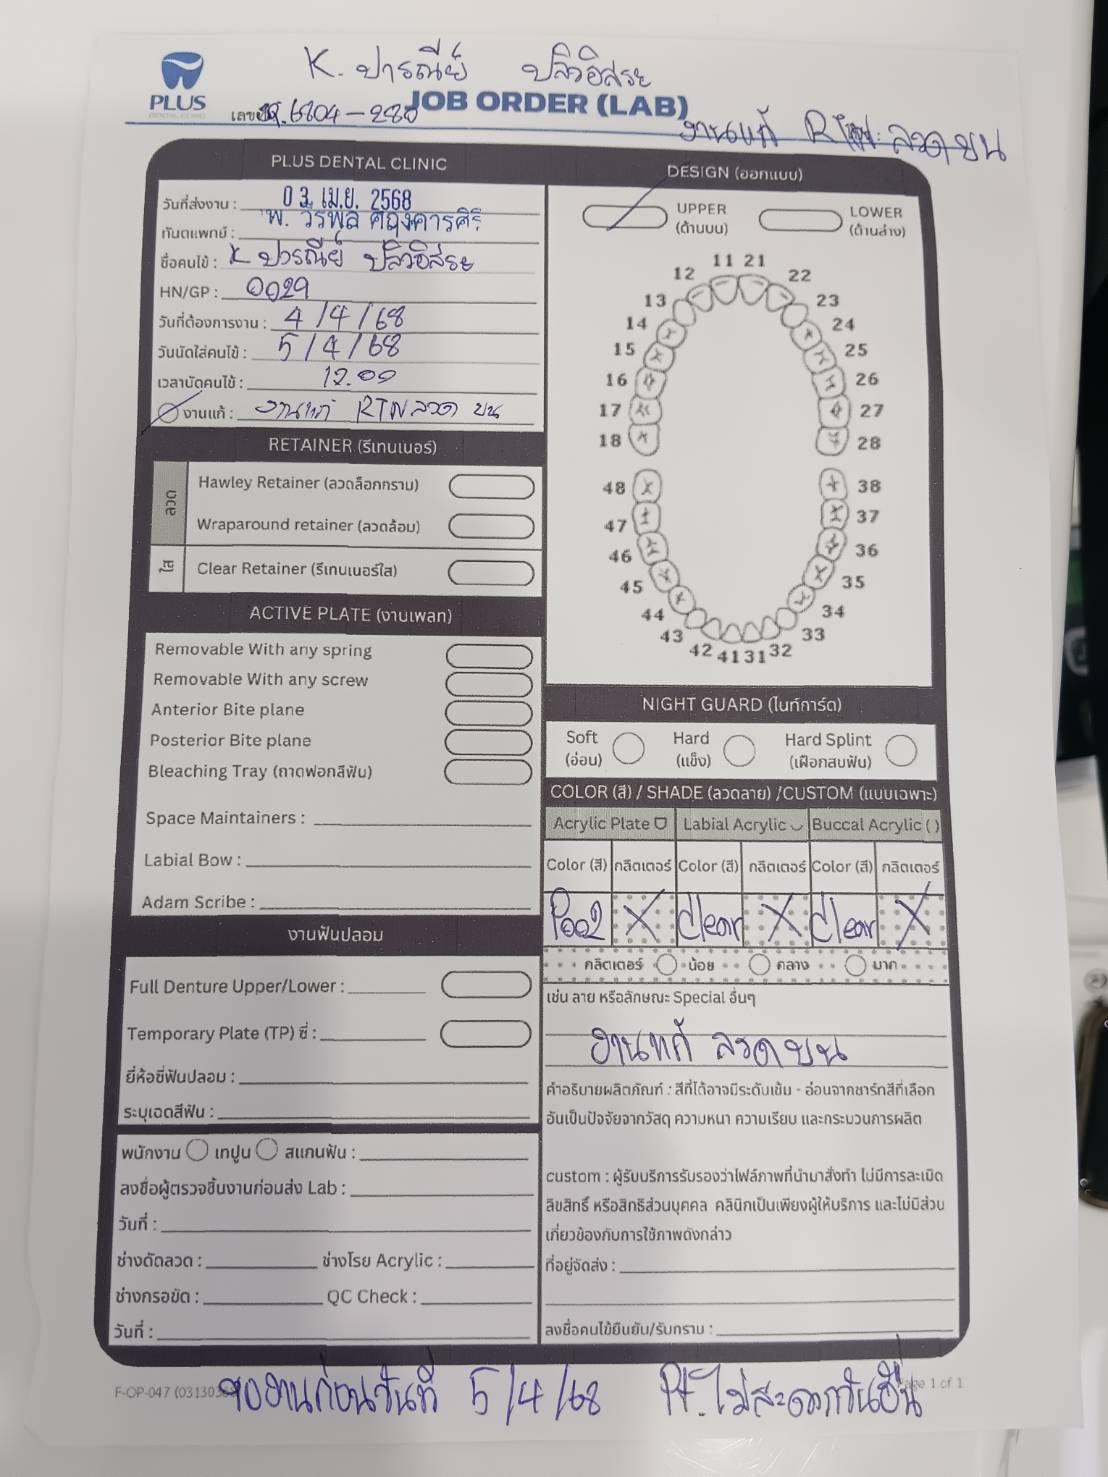 K. ปารณีย์ ปลิวอิสระ
PLUS
DENTAL CLINIC
เลขที่ 6804-280
JOB ORDER (LAB)
งานแก้ RTN ลวด บน
PLUS DENTAL CLINIC
วันที่ส่งงาน : 03 เม.ย. 2568
ทันตแพทย์ : พ. วีรพล
ชื่อคนไข้ : K ปารณีย์ ปลิวอิสระ
HN/GP : 0029
วันที่ต้องการงาน : 4/4/68
วันนัดใส่คนไข้ : 5/4/68
เวลานัดคนไข้ : 12.00
งานแก้ : งานแก้ RTN ลวด บน
RETAINER (รีเทนเนอร์)
ลวด
Hawley Retainer (ลวดล็อกกราม)
Wraparound retainer (ลวดล้อม)
ใส
Clear Retainer (รีเทนเนอร์ใส)
ACTIVE PLATE (งานเพลท)
Removable With any spring
Removable With any screw
Anterior Bite plane
Posterior Bite plane
Bleaching Tray (ถาดฟอกสีฟัน)
Space Maintainers :
Labial Bow :
Adam Scribe :
งานฟันปลอม
Full Denture Upper/Lower :
Temporary Plate (TP) ซี่ :
ยี่ห้อซี่ฟันปลอม :
ระบุเฉดสีฟัน :
พนักงาน เทปูน สแกนฟัน :
ลงชื่อผู้ตรวจชิ้นงานก่อนส่ง Lab :
วันที่ :
ช่างดัดลวด : ช่างโรย Acrylic :
ช่างกรอขัด : QC Check :
วันที่ :
DESIGN (ออกแบบ)
UPPER
(ด้านบน)
LOWER
(ด้านล่าง)
11 21
12 22
13 23
14 24
15 25
16 26
17 27
18 28
48 38
47 37
46 36
45 35
44 34
43 33
42 41 31 32
NIGHT GUARD (ไนท์การ์ด)
Soft
(อ่อน)
Hard
(แข็ง)
Hard Splint
(เฝือกสบฟัน)
COLOR (สี) / SHADE (ลวดลาย) /CUSTOM (แบบเฉพาะ)
Acrylic Plate Labial Acrylic Buccal Acrylic ( )
Color (สี) กลิตเตอร์ Color (สี) กลิตเตอร์ Color (สี) กลิตเตอร์
P002 X Clear X Clear X
กลิตเตอร์ น้อย กลาง มาก
เช่น ลาย หรือลักษณะ Special อื่นๆ
งานแก้ ลวดบน
คำอธิบายผลิตภัณฑ์ : สีที่ได้อาจมีระดับเข้ม - อ่อนจากชาร์ทสีที่เลือก
อันเป็นปัจจัยจากวัสดุ ความหนา ความเรียบ และกระบวนการผลิต
custom : ผู้รับบริการรับรองว่าไฟล์ภาพที่นำมาสั่งทำ ไม่มีการละเมิด
ลิขสิทธิ์ หรือสิทธิส่วนบุคคล คลินิกเป็นเพียงผู้ให้บริการ และไม่มีส่วน
เกี่ยวข้องกับการใช้ภาพดังกล่าว
ที่อยู่จัดส่ง :
ลงชื่อคนไข้ยืนยัน/รับทราบ :
F-OP-047 (03130
Page 1 of 1
ของานก่อนวันที่ 5/4/68 Pt. ไม่สะดวกวันอื่น